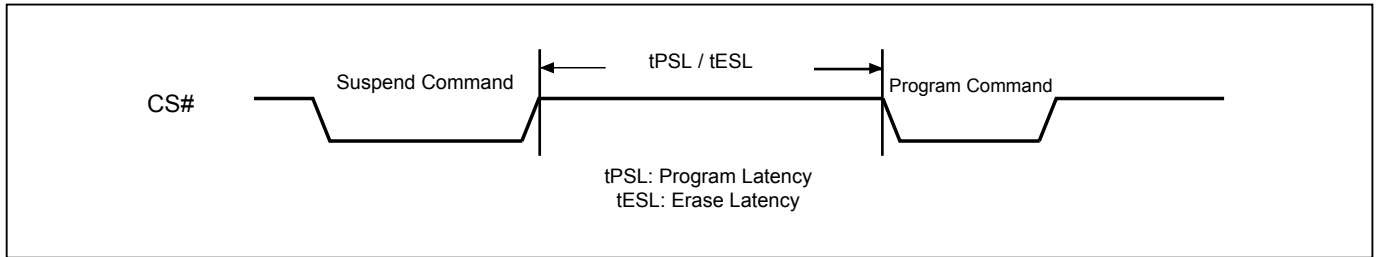 tPSL / tESL
Suspend Command
Program Command
CS#
tPSL: Program Latency
tESL: Erase Latency